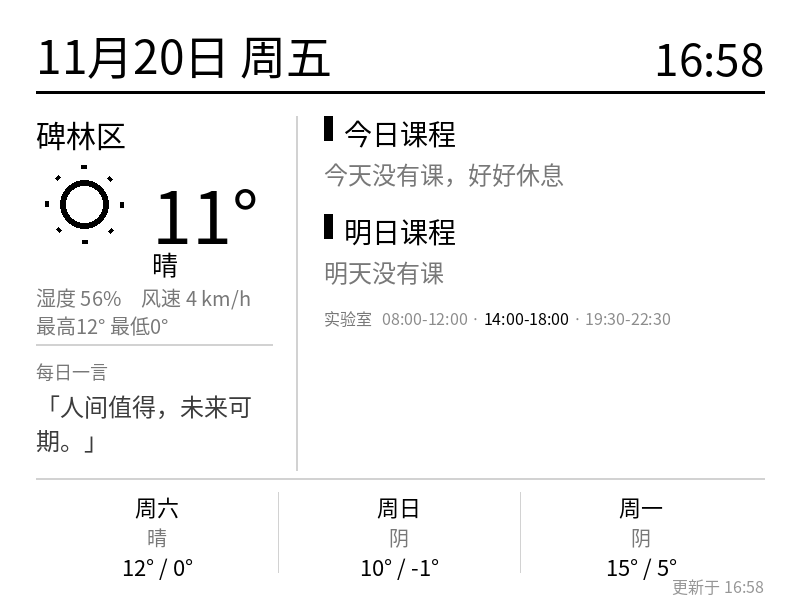 11月20日 周五
16:58
碑林区
11°
晴
湿度 56% 风速 4 km/h
最高12° 最低0°
每日一言
「人间值得，未来可
期。」
今日课程
今天没有课，好好休息
明日课程
明天没有课
实验室 08:00-12:00 · 14:00-18:00 · 19:30-22:30
周六
晴
12° / 0°
周日
阴
10° / -1°
周一
阴
15° / 5°
更新于 16:58